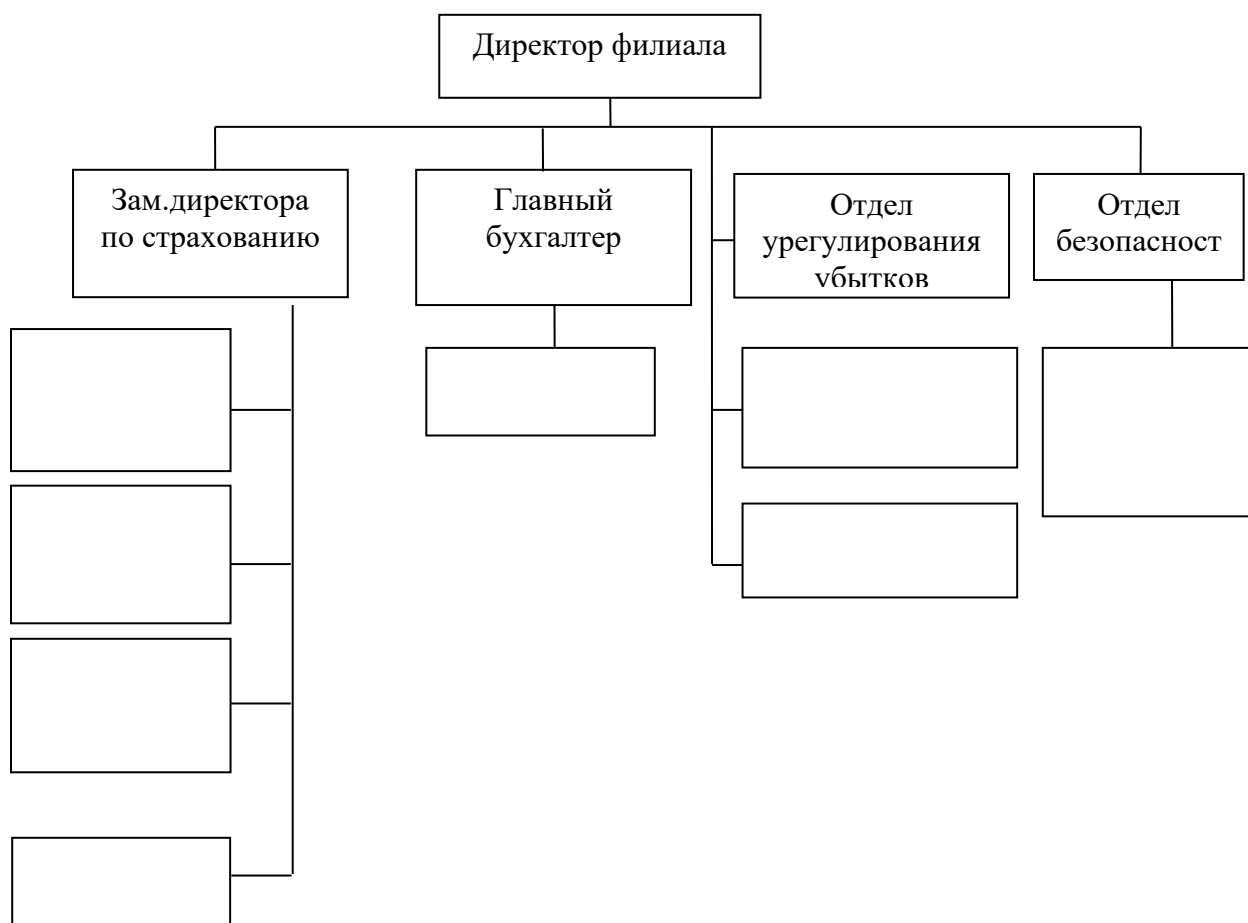 Директор филиала
Зам.директора
по страхованию
Главный
бухгалтер
Отдел
урегулирования
убытков
Отдел
безопасност